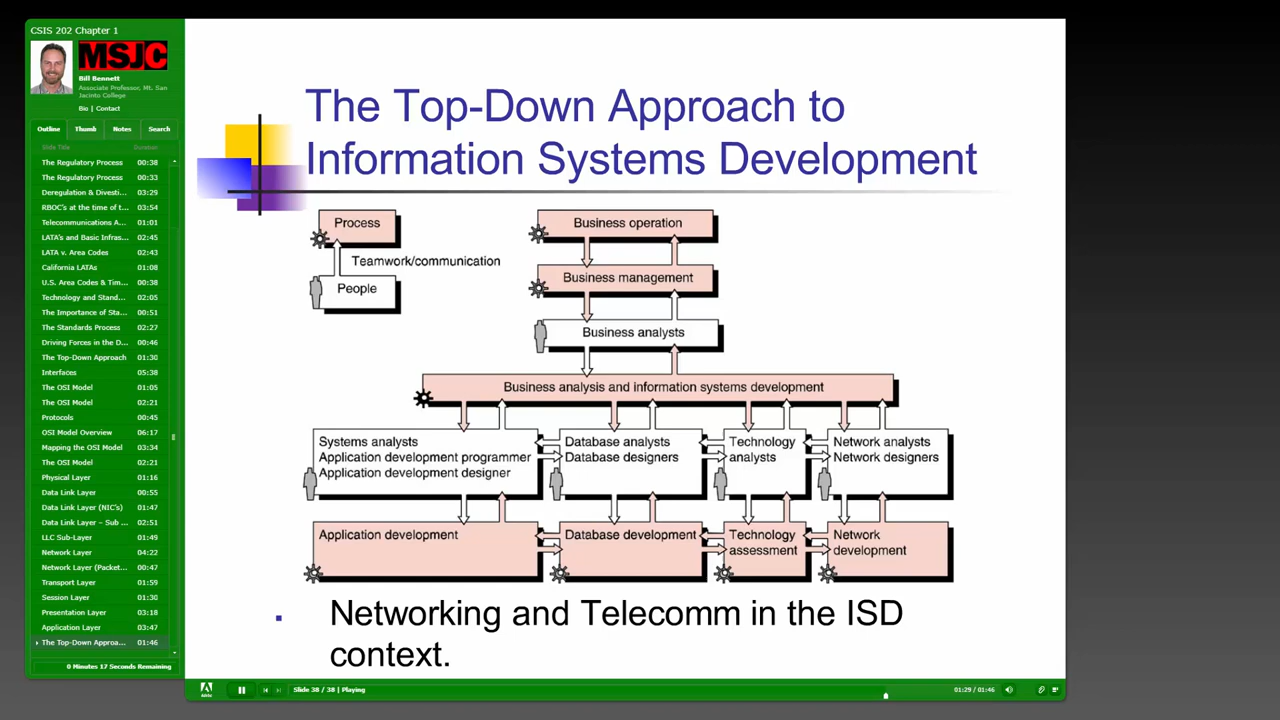 CSIS 202 Chapter 1
MSJC
Bill Bennett
Associate Professor, Mt. San
Jacinto College
Bio | Contact
Outline Thumb Notes Search
Slide Title Duration
The Regulatory Process 00:38
The Regulatory Process 00:33
Deregulation & Divesti... 03:29
RBOC's at the time of t... 03:54
Telecommunications A... 01:01
LATA's and Basic Infras... 02:45
LATA v. Area Codes 02:43
California LATAs 01:08
U.S. Area Codes & Tim... 00:38
Technology and Stand... 02:05
The Importance of Sta... 00:51
The Standards Process 02:27
Driving Forces in the D... 00:46
The Top-Down Approach 01:30
Interfaces 05:38
The OSI Model 01:05
The OSI Model 02:21
Protocols 00:45
OSI Model Overview 06:17
Mapping the OSI Model 03:34
The OSI Model 02:21
Physical Layer 01:16
Data Link Layer 00:55
Data Link Layer (NIC's) 01:47
Data Link Layer – Sub ... 02:51
LLC Sub-Layer 01:49
Network Layer 04:22
Network Layer (Packet... 00:47
Transport Layer 01:59
Session Layer 01:30
Presentation Layer 03:18
Application Layer 03:47
The Top-Down Approa... 01:46
0 Minutes 17 Seconds Remaining
The Top-Down Approach to
Information Systems Development
Process
Teamwork/communication
People
Business operation
Business management
Business analysts
Business analysis and information systems development
Systems analysts
Application development programmer
Application development designer
Database analysts
Database designers
Technology
analysts
Network analysts
Network designers
Application development
Database development
Technology
assessment
Network
development
Networking and Telecomm in the ISD
context.
Adobe
Slide 38 / 38 | Playing
01:29 / 01:46